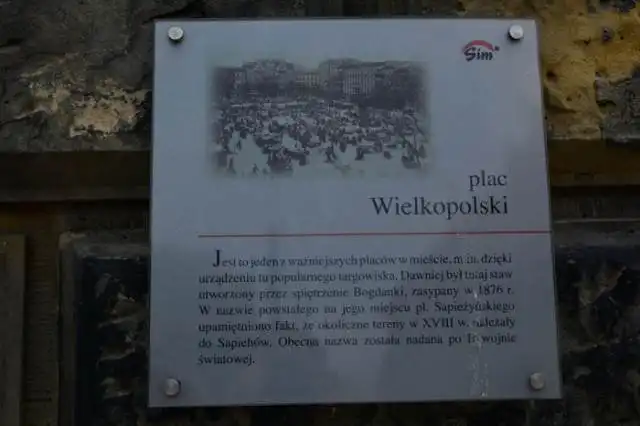 Sim
plac
Wielkopolski
Jest to jeden z ważniejszych placów w mieście, m.in. dzięki
urządzeniu tu popularnego targowiska. Dawniej był tutaj staw
utworzony przez spiętrzenie Bogdanki, zasypany w 1876 r.
W nazwie powstałego na jego miejscu pl. Sapieżyńskiego
upamiętniono fakt, że okoliczne tereny w XVIII w. należały
do Sapiehów. Obecna nazwa została nadana po I wojnie
światowej.